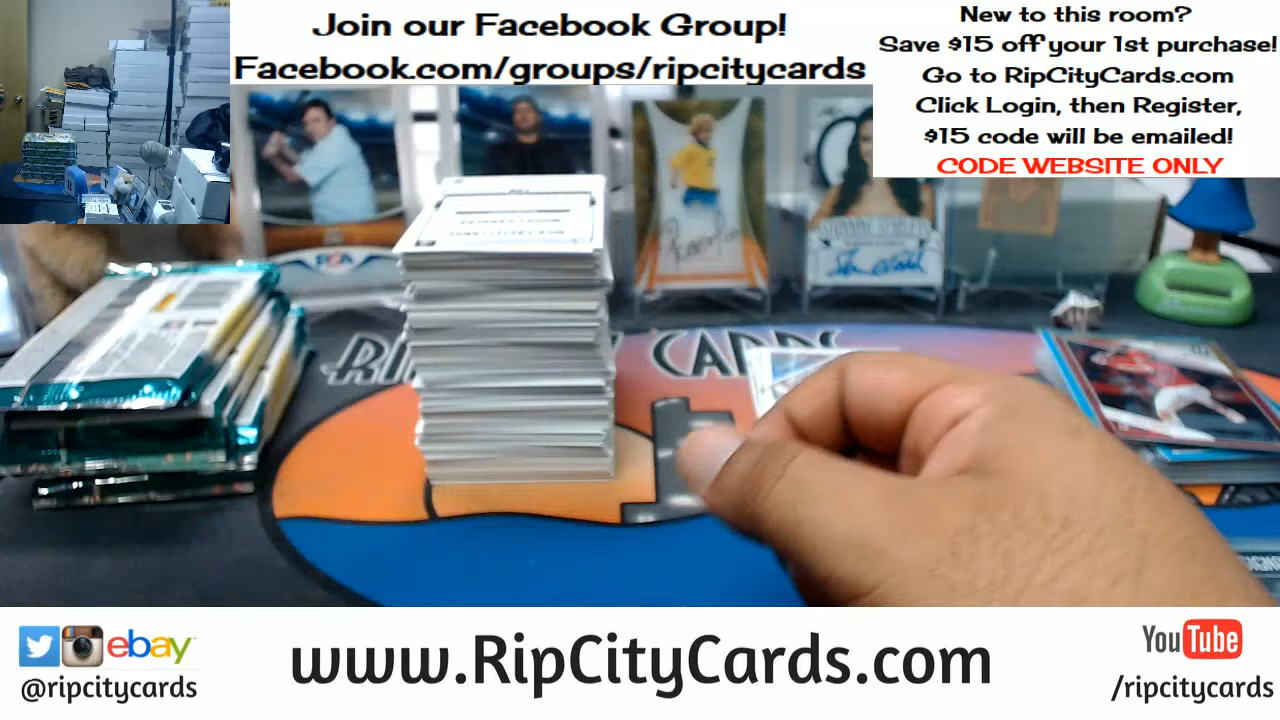 Join our Facebook Group!
Facebook.com/groups/ripcitycards
New to this room?
Save $15 off your 1st purchase!
Go to RipCityCards.com
Click Login, then Register,
$15 code will be emailed!
CODE WEBSITE ONLY
CARDS
ebay
@ripcitycards
www.RipCityCards.com
YouTube
/ripcitycards